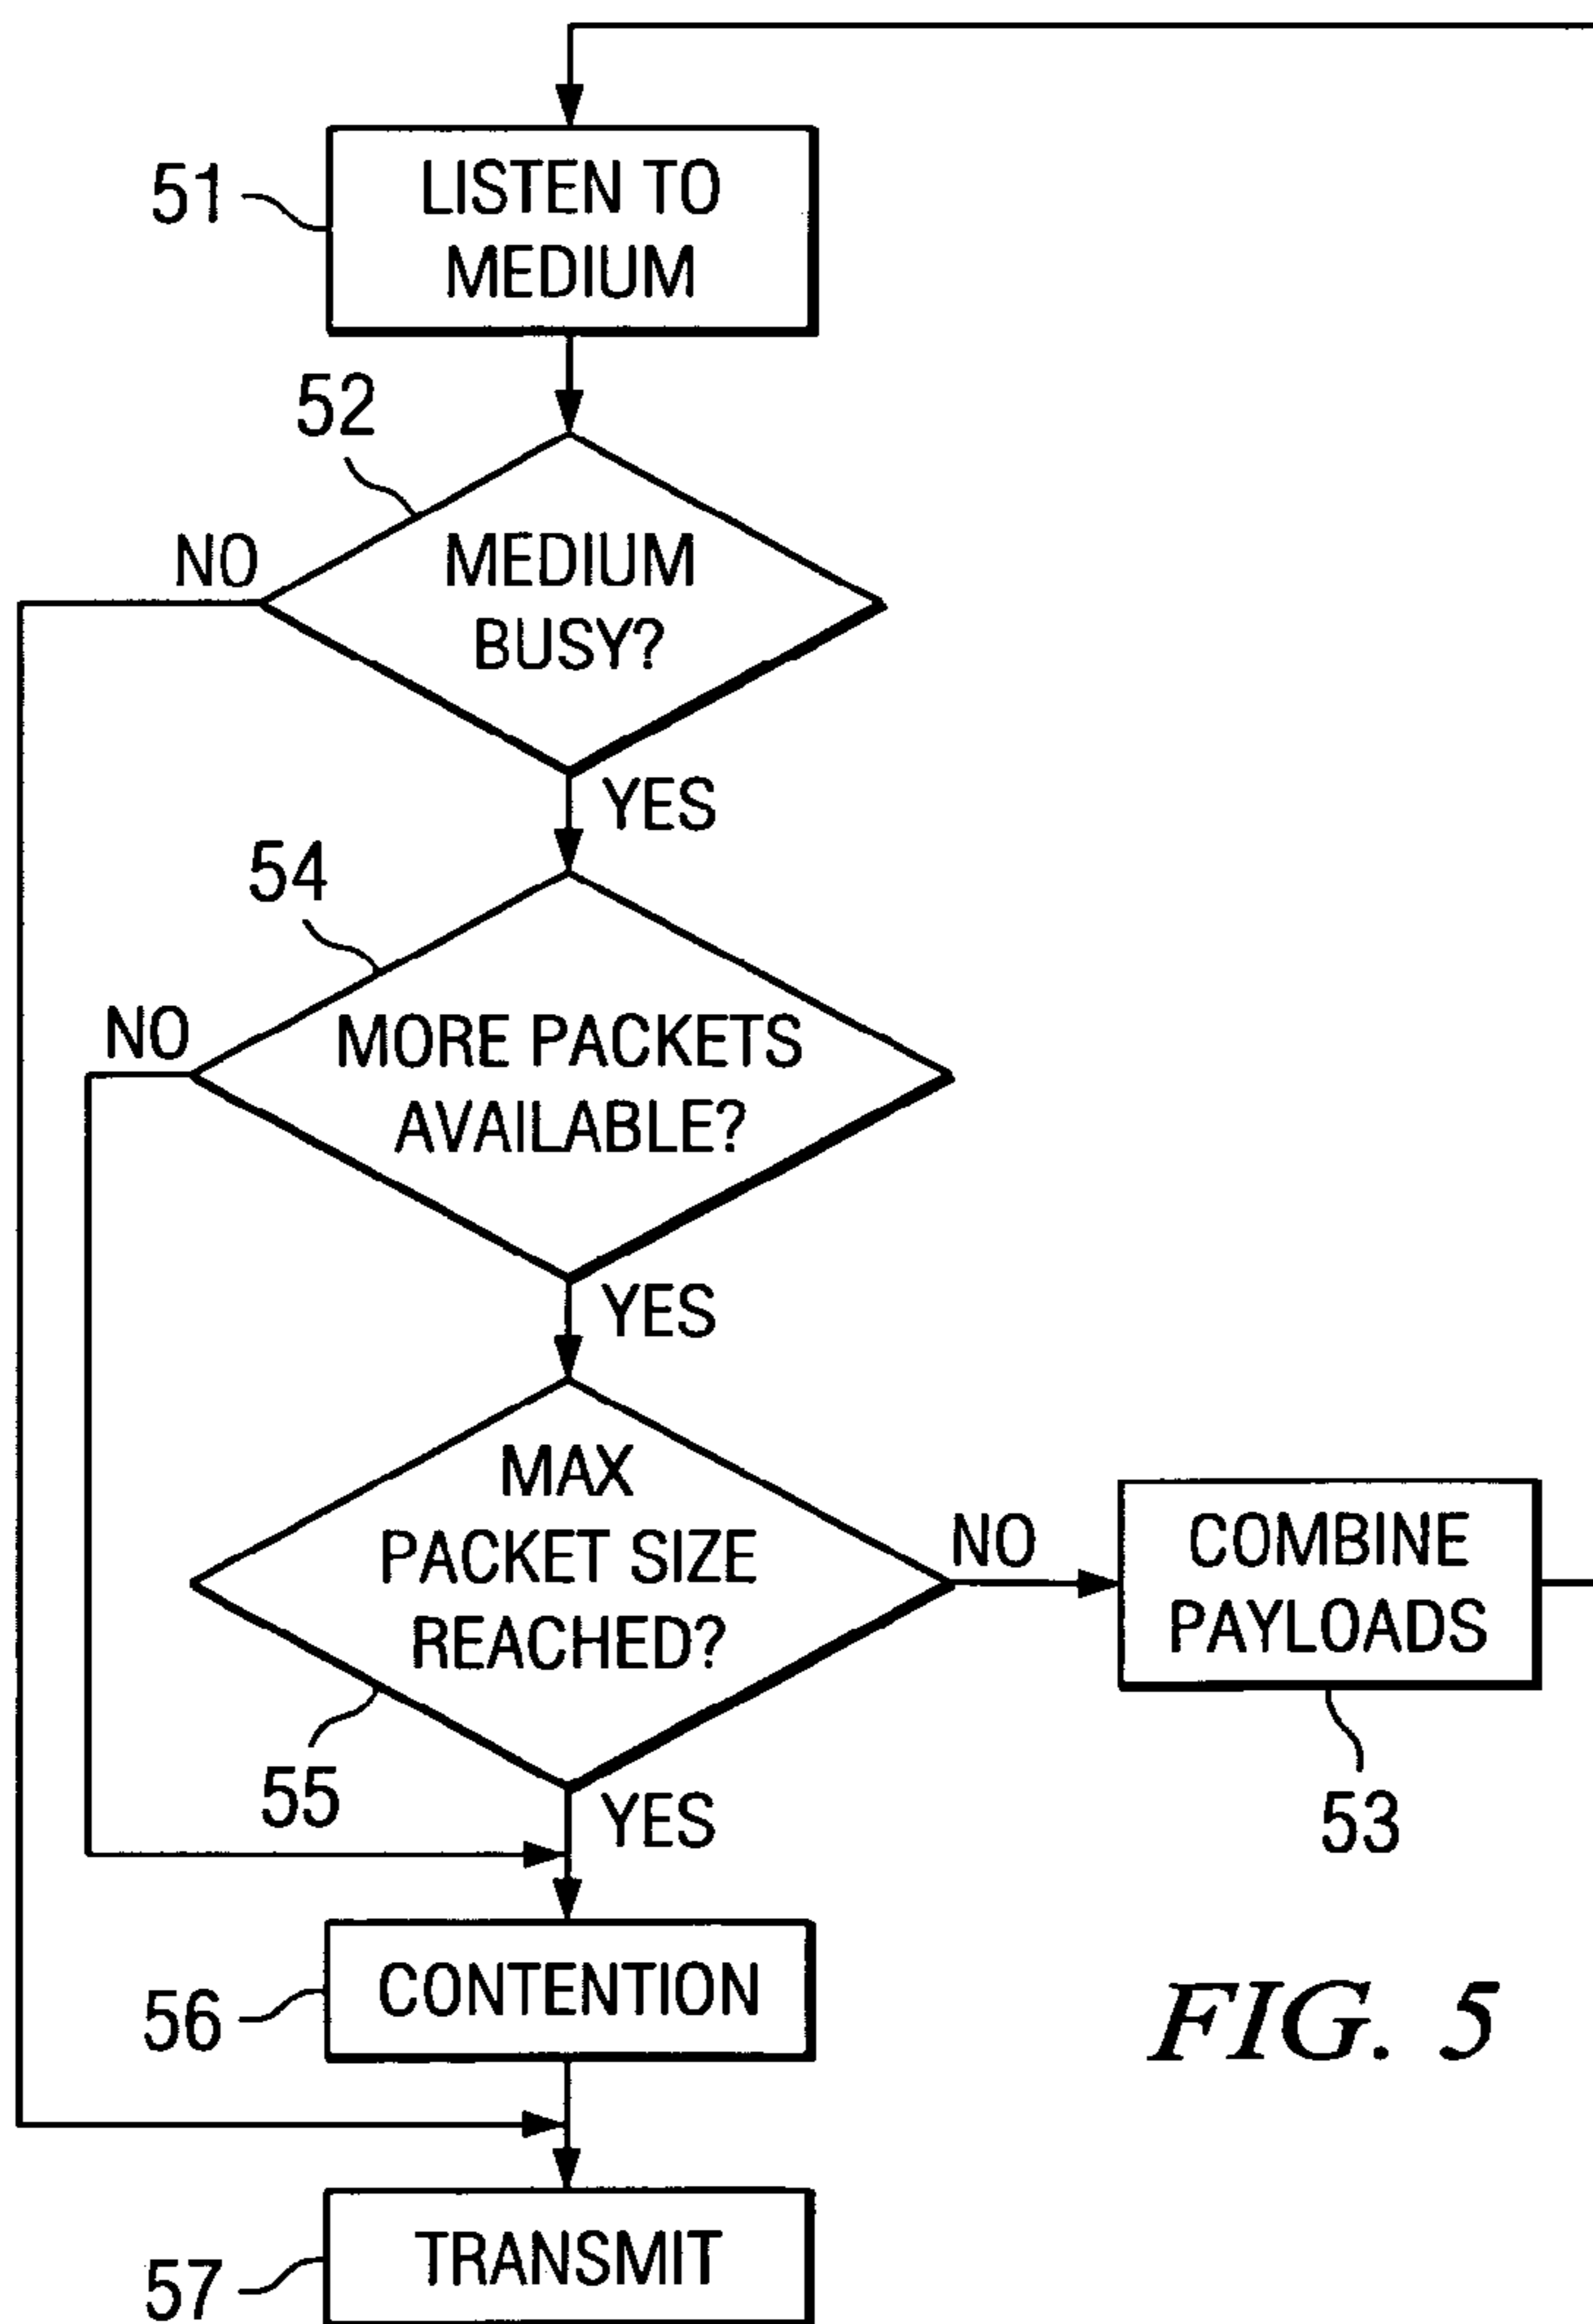 51
LISTEN TO
MEDIUM
52
NO
MEDIUM
BUSY?
YES
54
NO
MORE PACKETS
AVAILABLE?
YES
MAX
PACKET SIZE
REACHED?
NO
COMBINE
PAYLOADS
55
YES
53
56
CONTENTION
FIG. 5
57
TRANSMIT